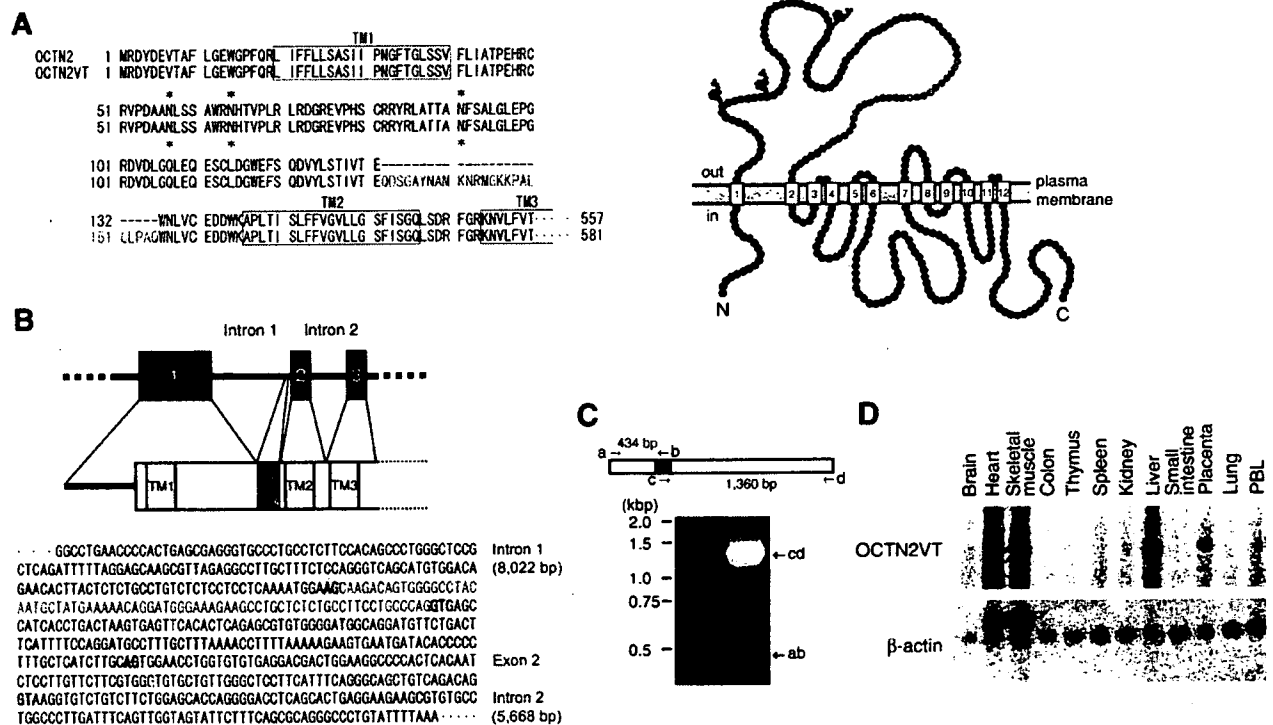 A
TM1
OCTN2 1 MRDYDEVTAF LGEWGPFQRL IFFLLSASII PNGFTGLSSV FLIATPEHRC
OCTN2VT 1 MRDYDEVTAF LGEWGPFQRL IFFLLSASII PNGFTGLSSV FLIATPEHRC
* * *
51 RVPDAANLSS AWRNHTVPLR LRDGREVPHS CRRYRLATTA NFSALGLEPG
51 RVPDAANLSS AWRNHTVPLR LRDGREVPHS CRRYRLATTA NFSALGLEPG
* * *
101 RDVDLGQLEQ ESCLDGWEFS QDVYLSTIVT E---------
101 RDVDLGQLEQ ESCLDGWEFS QDVYLSTIVT EQDSGAYNAN KNRMGKKPAL
TM2 TM3
132 -----WNLVC EDDWKAPLTI SLFFVGVLLG SFISGQLSDR FGRKNVLFVT····· 557
151 LLPAGWNLVC EDDWKAPLTI SLFFVGVLLG SFISGQLSDR FGRKNVLFVT····· 581
out
in
1 2 3 4 5 6 7 8 9 10 11 12
plasma
membrane
N
C
B
Intron 1 Intron 2
1 2 3
TM1 TM2 TM3
····GGCCTGAACCCCACTGAGCGAGGGTGCCCTGCCTCTTCCACAGCCCTGGGCTCCG Intron 1
CTCAGATTTTTAGGAGCAAGCGTTAGAGGCCTTGCTTTCTCCAGGGTCAGCATGTGGACA (8,022 bp)
GAACACTTACTCTCTGCCTGTCTCTCCTCCTCAAAATGGAAGCAAGACAGTGGGGCCTAC
AATGCTATGAAAAACAGGATGGGAAAGAAGCCTGCTCTCTGCCTTCCTGCCCAGGTGAGC
CATCACCTGACTAAGTGAGTTCACACTCAGAGCGTGTGGGGATGGCAGGATGTTCTGACT
TCATTTTCCAGGATGCCTTTGCTTTAAAACCTTTTAAAAAGAAGTGAATGATACACCCCC
TTTGCTCATCTTGCAGTGGAACCTGGTGTGTGAGGACGACTGGAAGGCCCCACTCACAAT Exon 2
CTCCTTGTTCTTCGTGGGTGTGCTGTTGGGCTCCTTCATTTCAGGGCAGCTGTCAGACAG
GTAAGGTGTCTGTCTTCTGGAGCACCAGGGGACCTCAGCACTGAGGAAGAAGCGTGTGCC Intron 2
TGGCCCTTGATTTCAGTTGGTAGTATTCTTTCAGCGCAGGGCCCTGTATTTTAAA····· (5,668 bp)
C
434 bp
a b
c d
1,360 bp
(kbp)
2.0
1.5
1.0
0.75
0.5
cd
ab
D
Brain
Heart
Skeletal
muscle
Colon
Thymus
Spleen
Kidney
Liver
Small
intestine
Placenta
Lung
PBL
OCTN2VT
β-actin